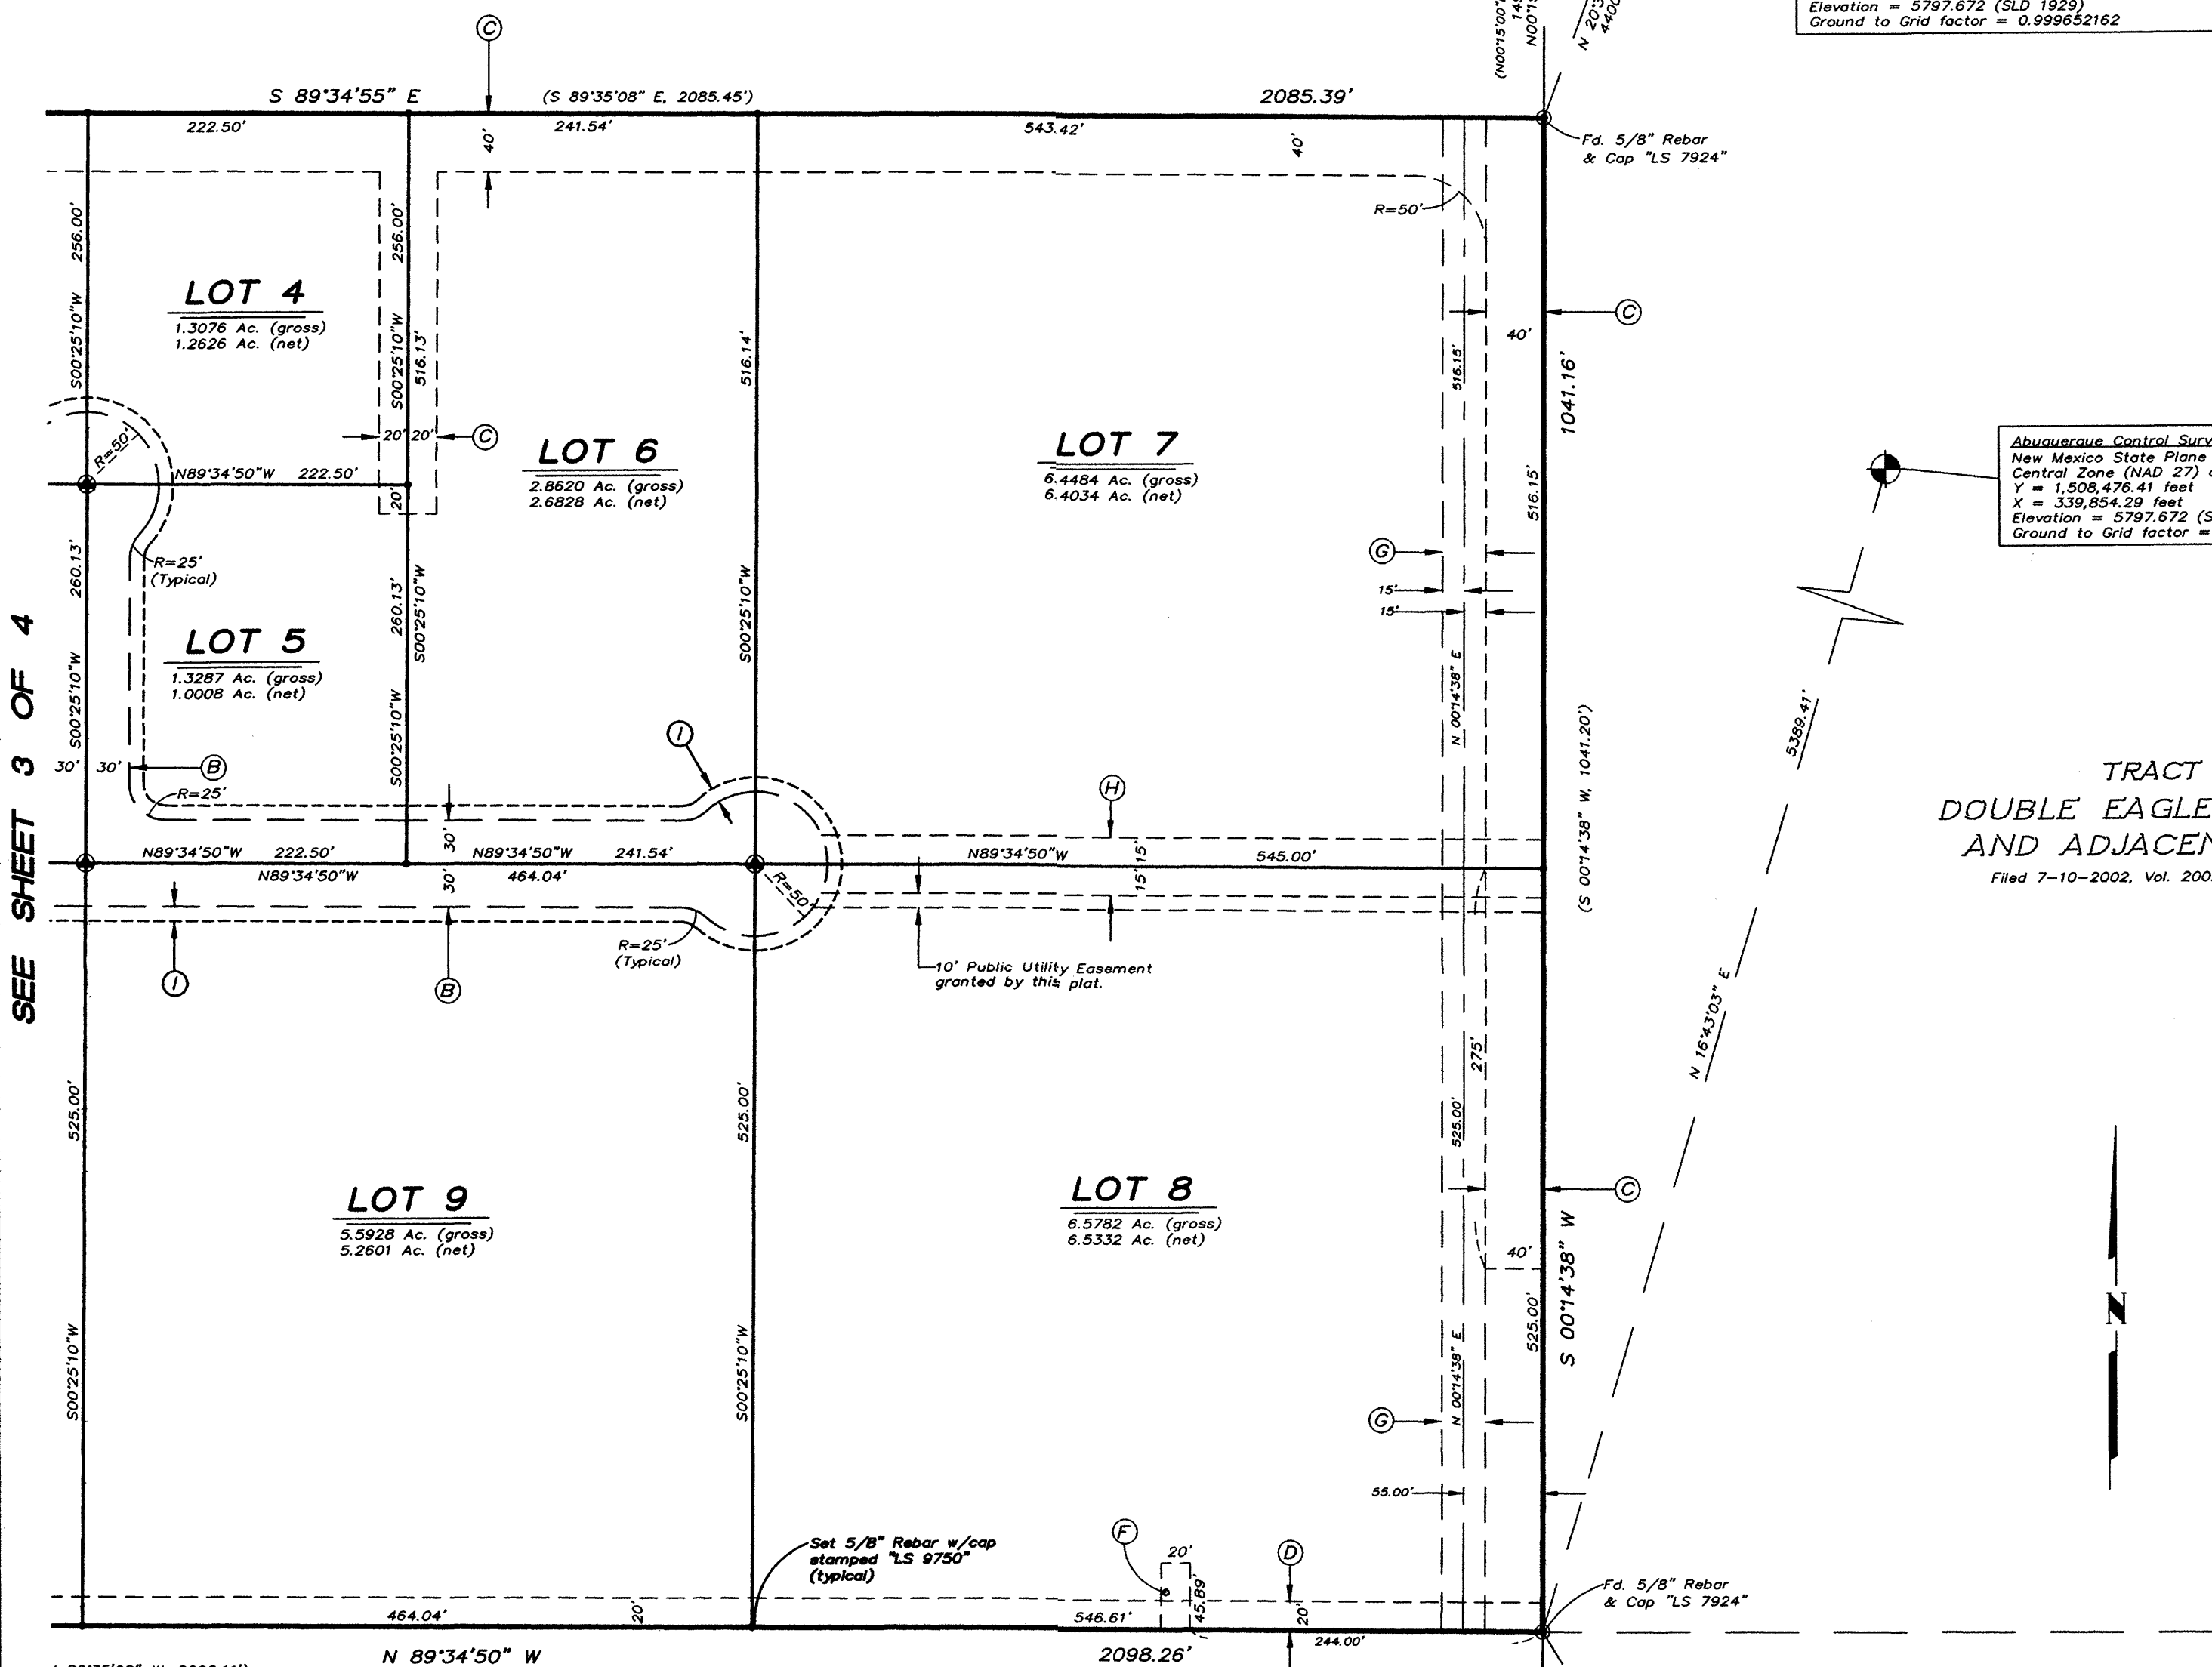 Elevation = 5797.672 (SLD 1929)
Ground to Grid factor = 0.999652162
(N00°15'00"
N00°15
N 20°3
4400
C
S 89°34'55" E
(S 89°35'08" E, 2085.45')
2085.39'
222.50'
241.54'
543.42'
40'
40'
Fd. 5/8" Rebar
& Cap "LS 7924"
R=50'
256.00'
S00°25'10"W
256.00'
S00°25'10"W
516.13'
516.14'
516.15'
40'
C
1041.16'
LOT 4
1.3076 Ac. (gross)
1.2626 Ac. (net)
R=50'
N89°34'50"W 222.50'
20' 20'
C
20'
LOT 6
2.8620 Ac. (gross)
2.6828 Ac. (net)
LOT 7
6.4484 Ac. (gross)
6.4034 Ac. (net)
516.15'
Abuquerque Control Surv
New Mexico State Plane
Central Zone (NAD 27)
Y = 1,508,476.41 feet
X = 339,854.29 feet
Elevation = 5797.672 (S
Ground to Grid factor =
G
15'
15'
R=25'
(Typical)
260.13'
S00°25'10"W
260.13'
S00°25'10"W
S00°25'10"W
S00°25'10"W
N 00°14'38" E
LOT 5
1.3287 Ac. (gross)
1.0008 Ac. (net)
SEE SHEET 3 OF 4
30' 30'
B
R=25'
I
H
5389.41'
(S 00°14'38" W, 1041.20')
TRACT
DOUBLE EAGLE
AND ADJACEN
Filed 7-10-2002, Vol. 200
N89°34'50"W 222.50'
30'
N89°34'50"W 241.54'
N89°34'50"W
15'
545.00'
N89°34'50"W
30'
464.04'
15'
R=50'
R=25'
(Typical)
I
B
10' Public Utility Easement
granted by this plat.
N 16°43'03" E
275'
525.00'
525.00'
525.00'
C
LOT 9
5.5928 Ac. (gross)
5.2601 Ac. (net)
LOT 8
6.5782 Ac. (gross)
6.5332 Ac. (net)
40'
S 00°14'38" W
525.00'
N
S00°25'10"W
S00°25'10"W
N 00°14'38" E
G
55.00'
Set 5/8" Rebar w/cap
stamped "LS 9750"
(typical)
F
20'
D
45.89'
20'
Fd. 5/8" Rebar
& Cap "LS 7924"
464.04'
20'
546.61'
244.00'
N 89°34'50" W
2098.26'